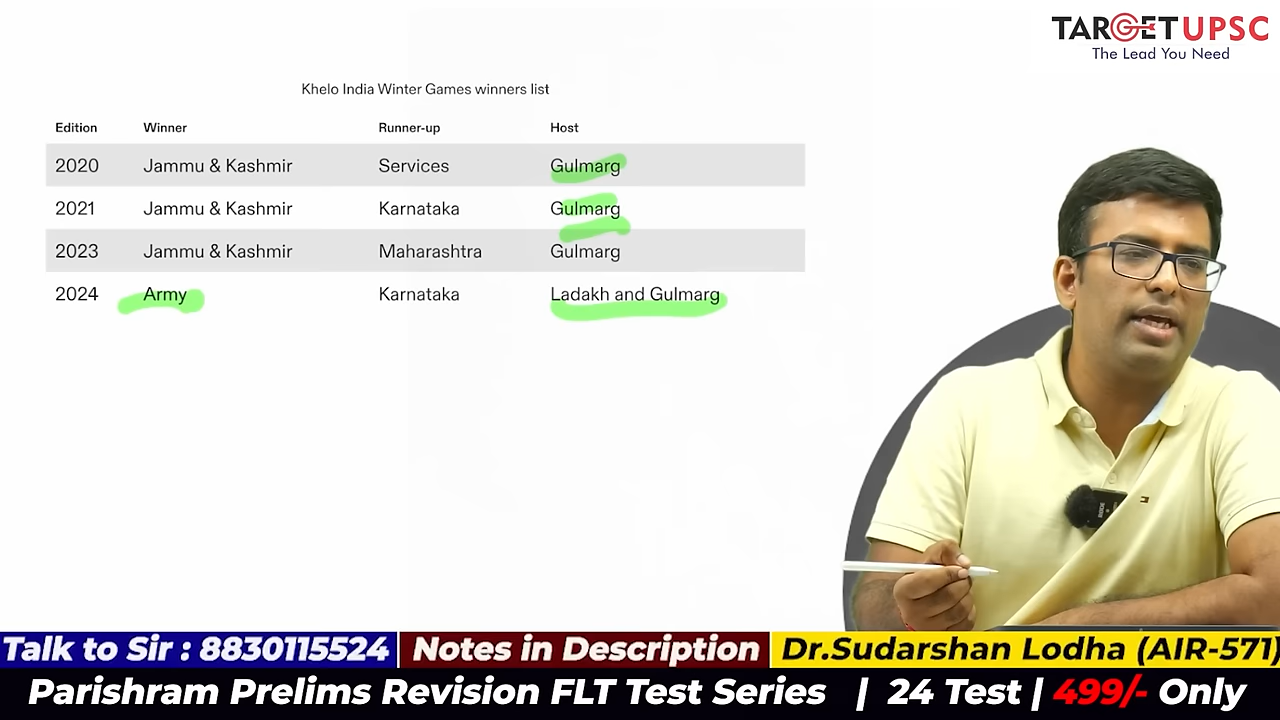 TARGET UPSC
The Lead You Need
Khelo India Winter Games winners list
Edition Winner Runner-up Host
2020 Jammu & Kashmir Services Gulmarg
2021 Jammu & Kashmir Karnataka Gulmarg
2023 Jammu & Kashmir Maharashtra Gulmarg
2024 Army Karnataka Ladakh and Gulmarg
Talk to Sir : 8830115524 Notes in Description Dr.Sudarshan Lodha (AIR-571)
Parishram Prelims Revision FLT Test Series | 24 Test | 499/- Only